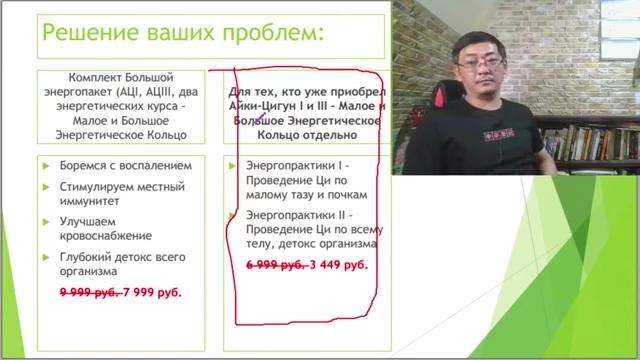 Решение ваших проблем:
Комплект Большой
энергопакет (АЦI, АЦIII, два
энергетических курса –
Малое и Большое
Энергетическое Кольцо
Боремся с воспалением
Стимулируем местный
иммунитет
Улучшаем
кровоснабжение
Глубокий детокс всего
организма
9 999 руб. 7 999 руб.
Для тех, кто уже приобрел
Айки-Цигун I и III – Малое и
Большое Энергетическое
Кольцо отдельно
Энергопрактики I –
Проведение Ци по
малому тазу и почкам
Энергопрактики II –
Проведение Ци по всему
телу, детокс организма
6 999 руб. 3 449 руб.